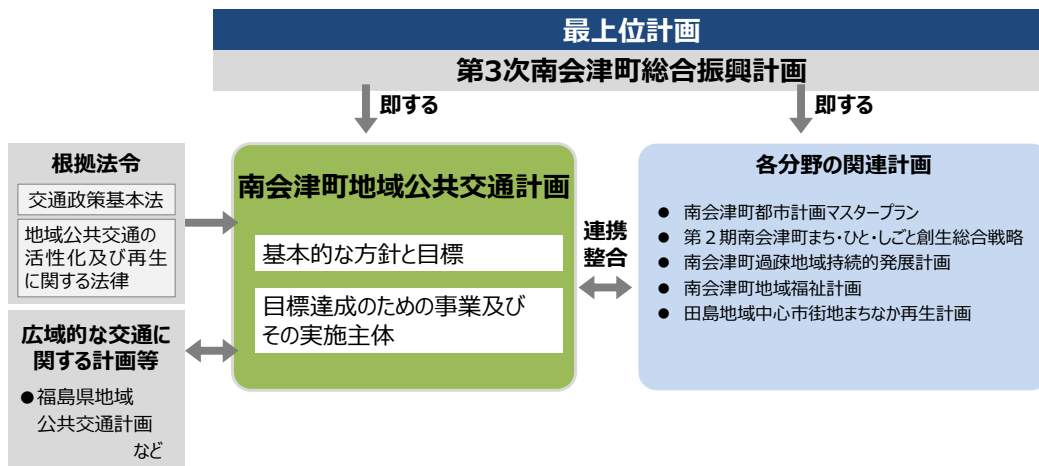 最上位計画
第3次南会津町総合振興計画
即する
即する
根拠法令
交通政策基本法
地域公共交通の
活性化及び再生
に関する法律
広域的な交通に
関する計画等
●福島県地域
公共交通計画
など
南会津町地域公共交通計画
基本的な方針と目標
目標達成のための事業及び
その実施主体
連携
整合
各分野の関連計画
● 南会津町都市計画マスタープラン
● 第２期南会津町まち・ひと・しごと創生総合戦略
● 南会津町過疎地域持続的発展計画
● 南会津町地域福祉計画
● 田島地域中心市街地まちなか再生計画